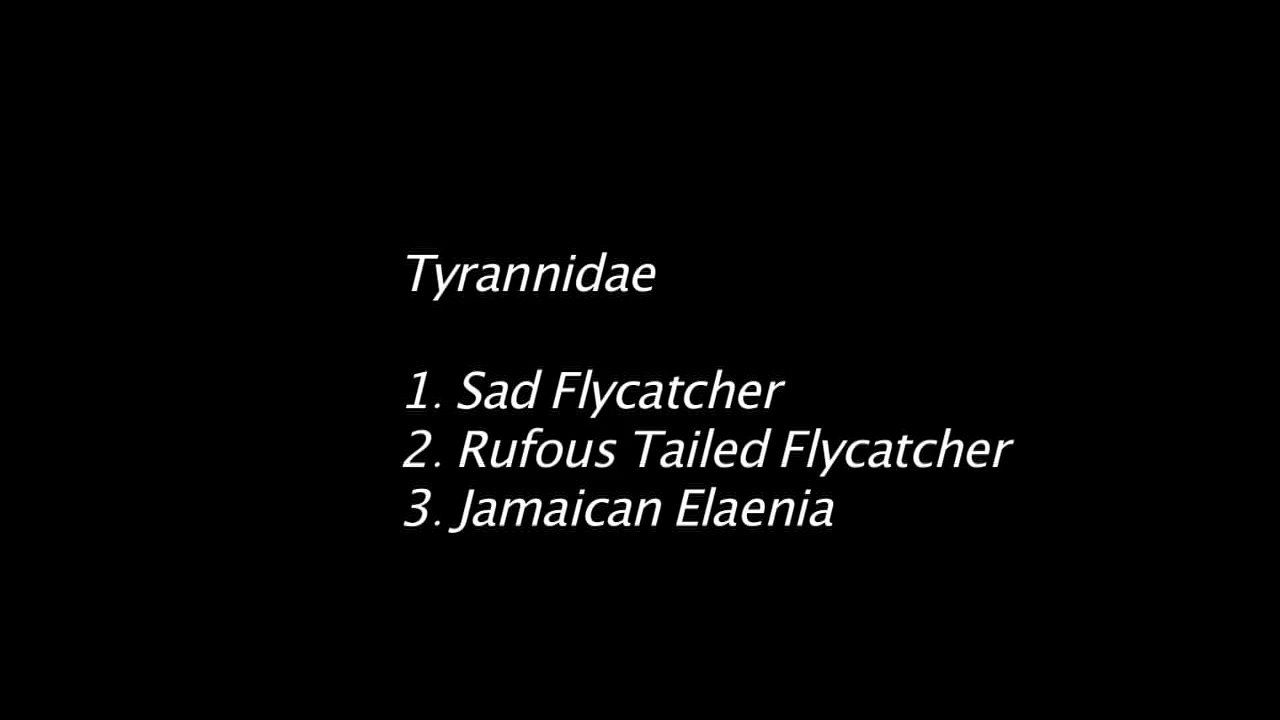 Tyrannidae
1. Sad Flycatcher
2. Rufous Tailed Flycatcher
3. Jamaican Elaenia